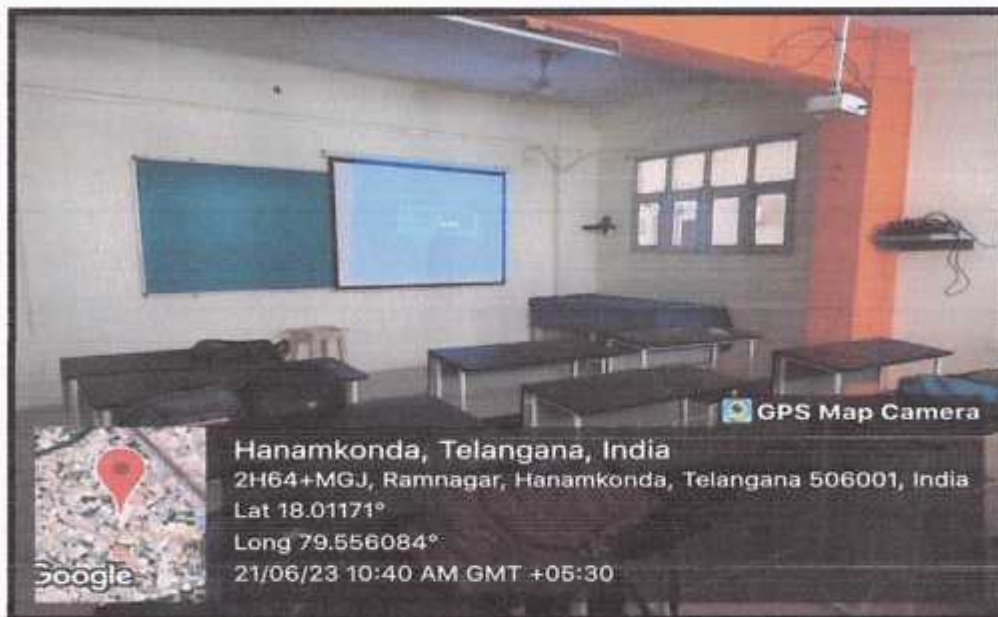 GPS Map Camera
Hanamkonda, Telangana, India
2H64+MGJ, Ramnagar, Hanamkonda, Telangana 506001, India
Lat 18.01171°
Long 79.556084°
21/06/23 10:40 AM GMT +05:30
Google